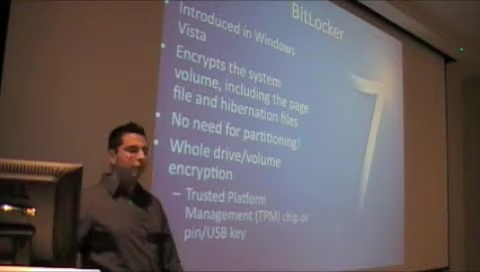 BitLocker
Introduced in Windows
Vista
Encrypts the system
volume, including the page
file and hibernation files
No need for partitioning!
Whole drive/volume
encryption
– Trusted Platform
Management (TPM) chip or
pin/USB key
7